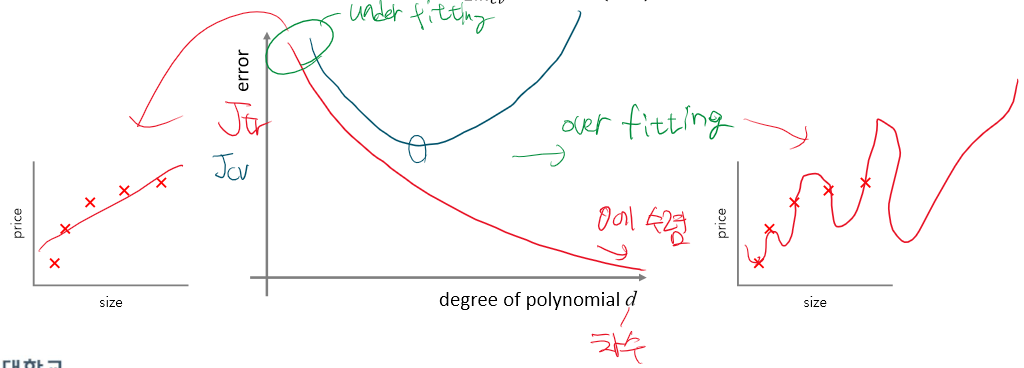 under fitting
error
Jtr
Jcv
over fitting
price
size
0에 수렴
degree of polynomial d
차수
price
size
대학교